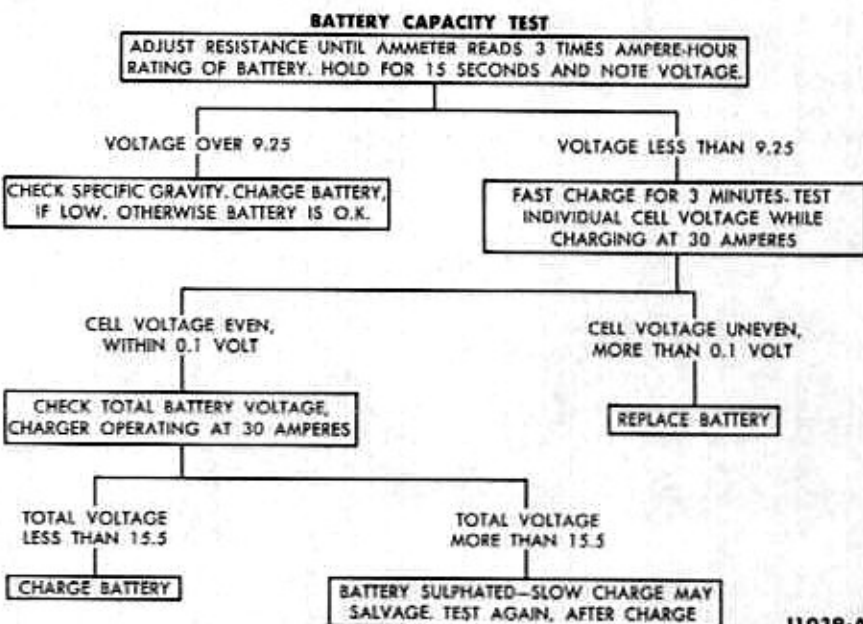 BATTERY CAPACITY TEST
ADJUST RESISTANCE UNTIL AMMETER READS 3 TIMES AMPERE-HOUR
RATING OF BATTERY. HOLD FOR 15 SECONDS AND NOTE VOLTAGE.
VOLTAGE OVER 9.25
VOLTAGE LESS THAN 9.25
CHECK SPECIFIC GRAVITY. CHARGE BATTERY,
IF LOW. OTHERWISE BATTERY IS O.K.
FAST CHARGE FOR 3 MINUTES. TEST
INDIVIDUAL CELL VOLTAGE WHILE
CHARGING AT 30 AMPERES
CELL VOLTAGE EVEN,
WITHIN 0.1 VOLT
CELL VOLTAGE UNEVEN,
MORE THAN 0.1 VOLT
CHECK TOTAL BATTERY VOLTAGE,
CHARGER OPERATING AT 30 AMPERES
REPLACE BATTERY
TOTAL VOLTAGE
LESS THAN 15.5
TOTAL VOLTAGE
MORE THAN 15.5
CHARGE BATTERY
BATTERY SULPHATED—SLOW CHARGE MAY
SALVAGE. TEST AGAIN, AFTER CHARGE